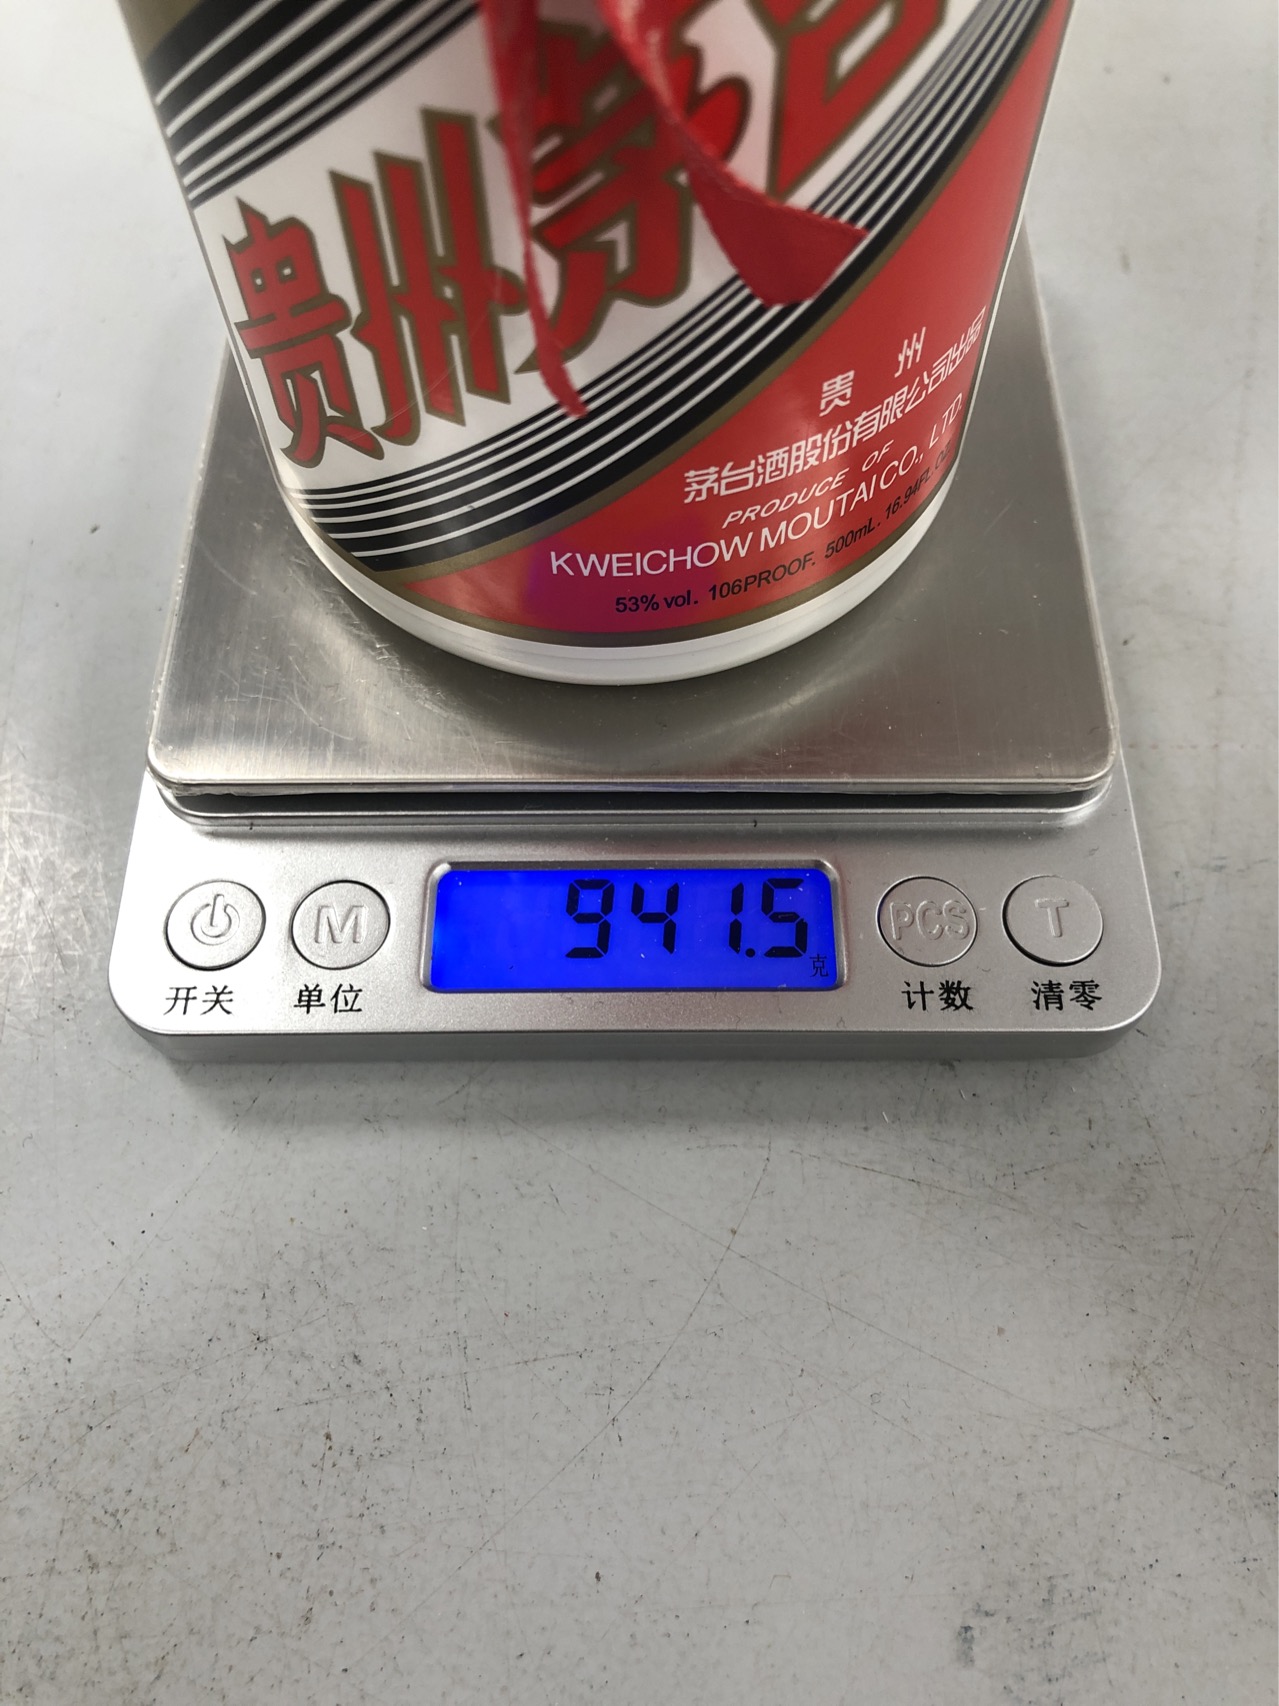 贵州茅台
贵州
茅台酒股份有限公司出品
PRODUCE OF
KWEICHOW MOUTAI CO., LTD.
53% vol. 106PROOF. 500mL. 16.94FL.
941.5克
M
PCS
T
开关
单位
计数
清零